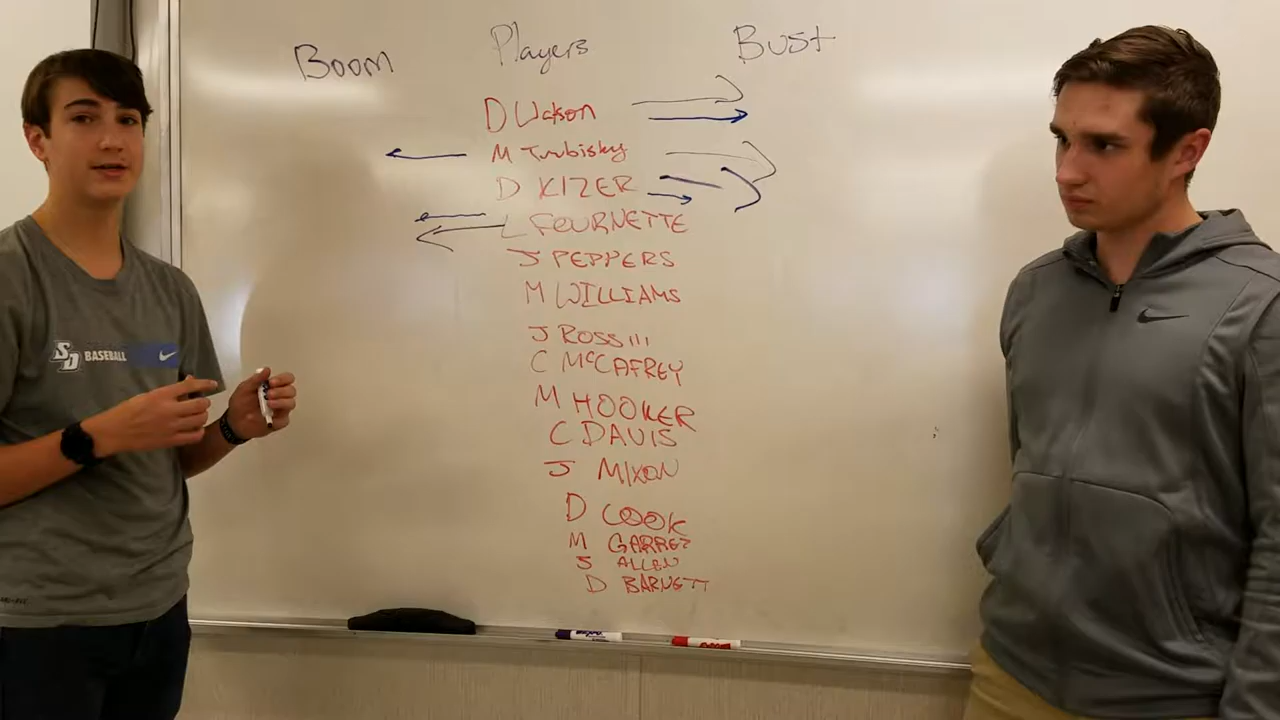 Boom Players Bust
D Watson
M Trubisky
D KIZER
L FOURNETTE
J PEPPERS
M WILLIAMS
J ROSS III
C McCAFREY
M HOOKER
C DAVIS
J MIXON
D COOK
M GARRET
J ALLEN
D BARNETT
SD BASEBALL